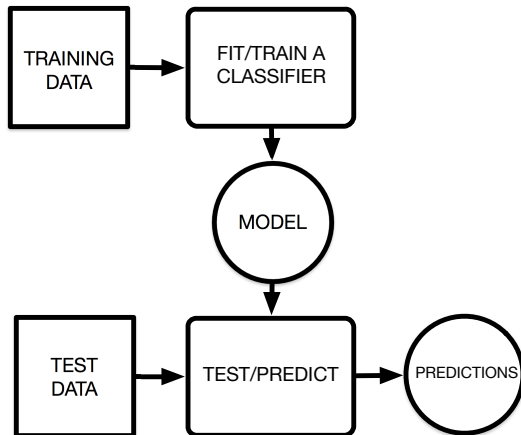 TRAINING
DATA
FIT/TRAIN A
CLASSIFIER
MODEL
TEST
DATA
TEST/PREDICT
PREDICTIONS